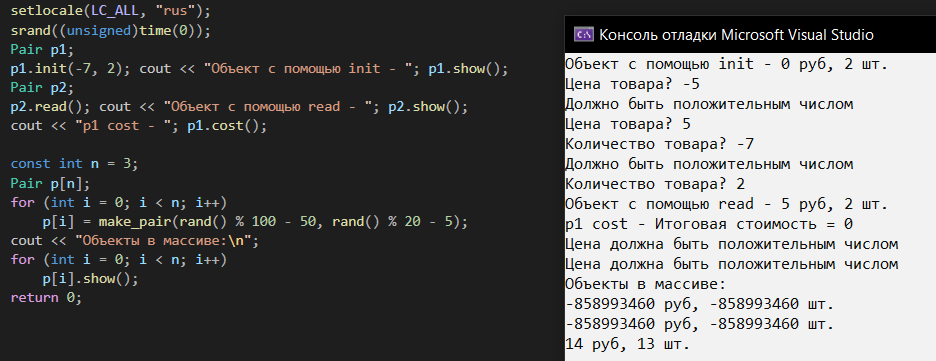 setlocale(LC_ALL, "rus");
srand((unsigned)time(0));
Pair p1;
p1.init(-7, 2); cout << "Объект с помощью init - "; p1.show();
Pair p2;
p2.read(); cout << "Объект с помощью read - "; p2.show();
cout << "p1 cost - "; p1.cost();
const int n = 3;
Pair p[n];
for (int i = 0; i < n; i++)
p[i] = make_pair(rand() % 100 - 50, rand() % 20 - 5);
cout << "Объекты в массиве:\n";
for (int i = 0; i < n; i++)
p[i].show();
return 0;
Консоль отладки Microsoft Visual Studio
Объект с помощью init - 0 руб, 2 шт.
Цена товара? -5
Должно быть положительным числом
Цена товара? 5
Количество товара? -7
Должно быть положительным числом
Количество товара? 2
Объект с помощью read - 5 руб, 2 шт.
p1 cost - Итоговая стоимость = 0
Цена должна быть положительным числом
Цена должна быть положительным числом
Объекты в массиве:
-858993460 руб, -858993460 шт.
-858993460 руб, -858993460 шт.
14 руб, 13 шт.